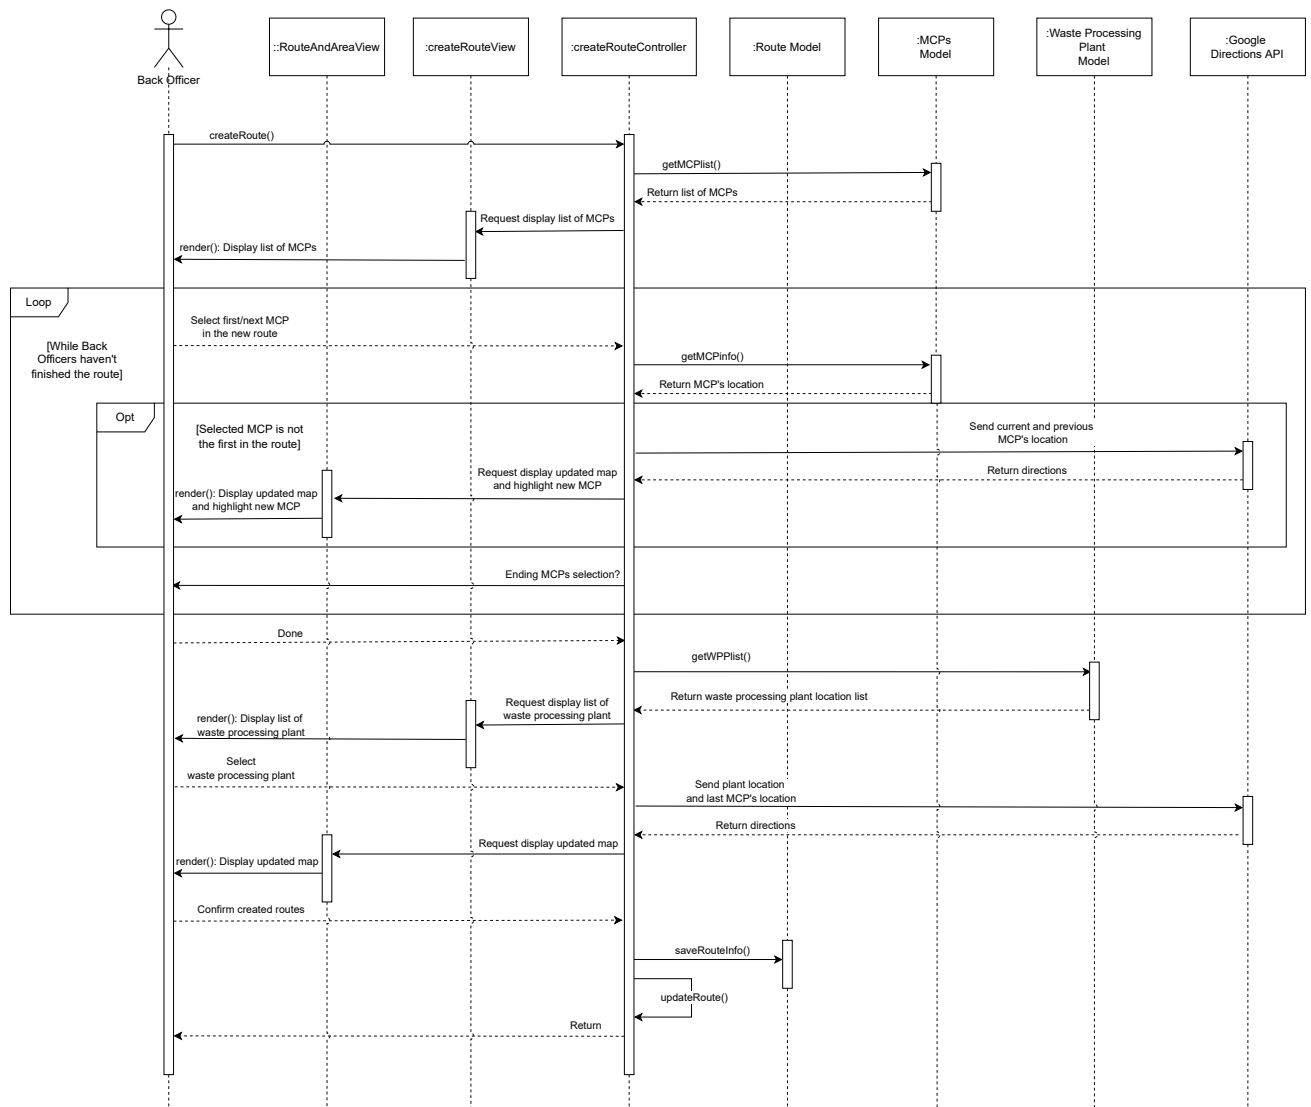 Back Officer
::RouteAndAreaView
:createRouteView
:createRouteController
:Route Model
:MCPs
Model
:Waste Processing
Plant
Model
:Google
Directions API
createRoute()
getMCPlist()
Return list of MCPs
Request display list of MCPs
render(): Display list of MCPs
Loop
[While Back
Officers haven't
finished the route]
Select first/next MCP
in the new route
getMCPinfo()
Return MCP's location
Opt
[Selected MCP is not
the first in the route]
Send current and previous
MCP's location
Return directions
Request display updated map
and highlight new MCP
render(): Display updated map
and highlight new MCP
Ending MCPs selection?
Done
getWPPlist()
Return waste processing plant location list
Request display list of
waste processing plant
render(): Display list of
waste processing plant
Select
waste processing plant
Send plant location
and last MCP's location
Return directions
Request display updated map
render(): Display updated map
Confirm created routes
saveRouteInfo()
updateRoute()
Return